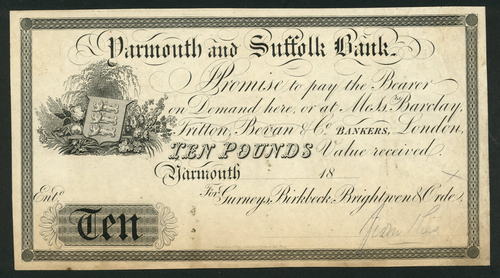 Yarmouth and Suffolk Bank.
Promise to pay the Bearer
on Demand here, or at Mess.rs Barclay,
Tritton, Bevan & Co. BANKERS, London,
TEN POUNDS Value received.
Yarmouth 18
Entd.
For Gurneys, Birkbeck, Brightwen & Orde.
Ten